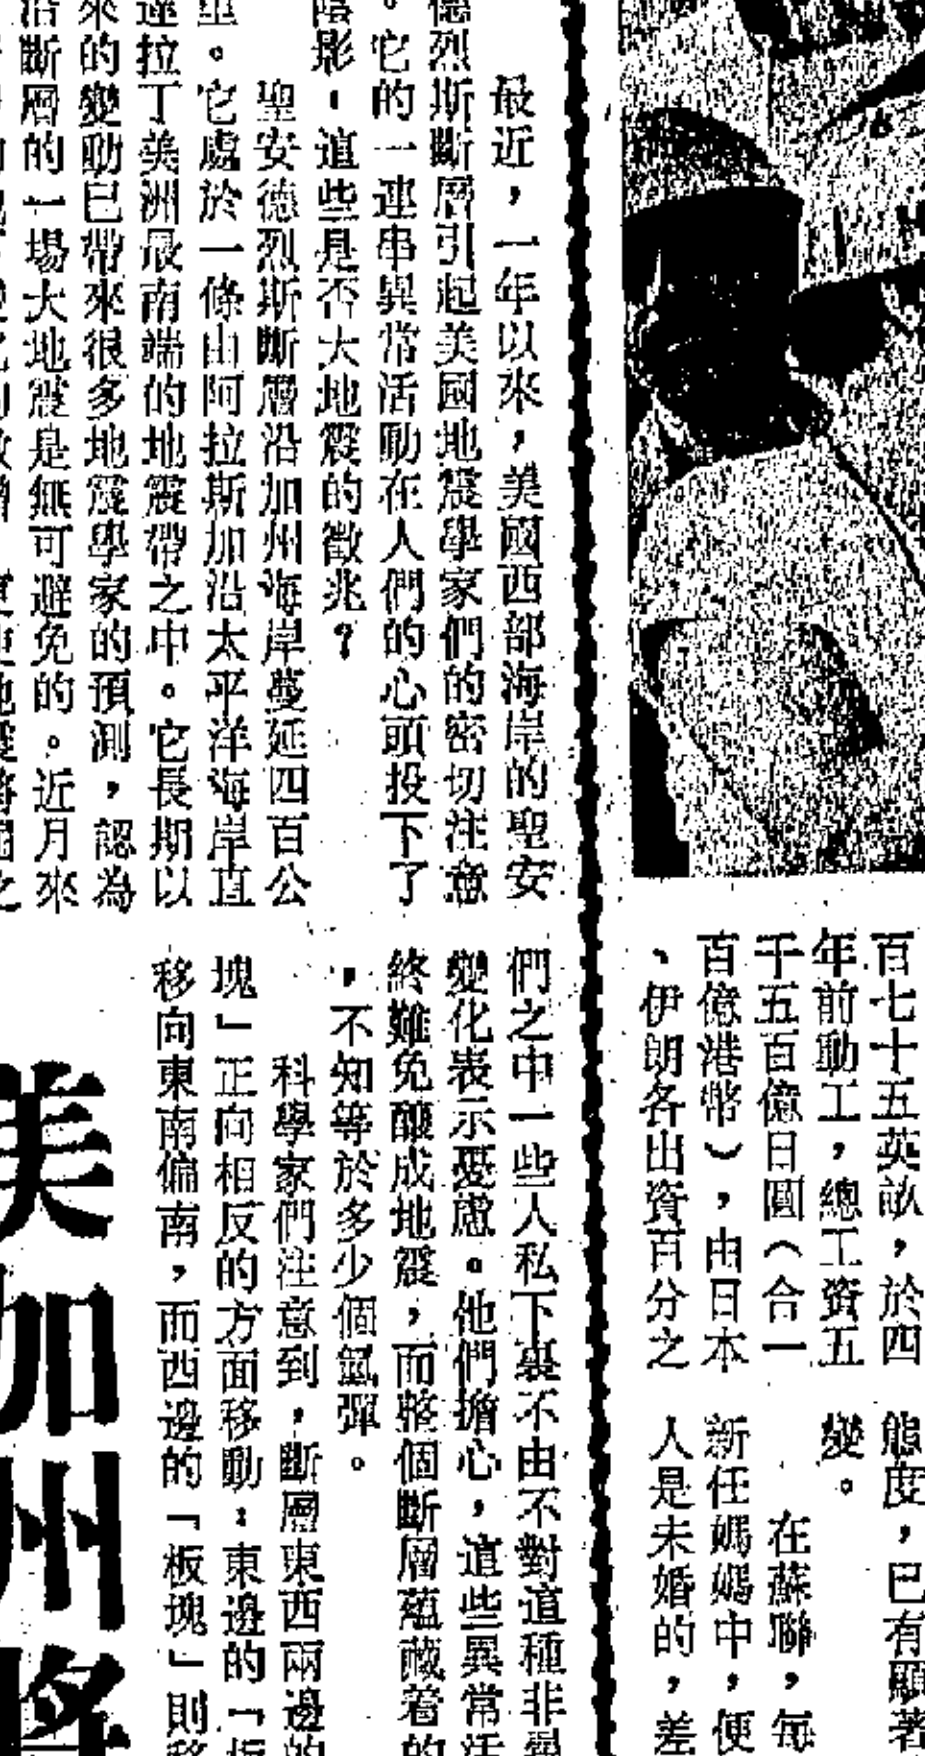 百七十五英畝，於四
年前動工，總工資五
千五百億日圓（合一
百億港幣），由日本
、伊朗各出資百分之
態度，已有顯著
變。
在蘇聯，每
新任媽媽中，便
人是未婚的，差
最近，一年以來，美國西部海岸的聖安
德烈斯斷層引起美國地震學家們的密切注意
。它的一連串異常活動在人們的心頭投下了
陰影，這些是否大地震的徵兆？
聖安德烈斯斷層沿加州海岸蔓延四百公
里。它處於一條由阿拉斯加沿太平洋海岸直
達拉丁美洲最南端的地震帶之中。它長期以
來的變動已帶來很多地震學家的預測，認為
沿斷層的一場大地震是無可避免的。近月來
們之中一些人私下裏不由不對這種非尋
變化表示憂慮。他們擔心，這些異常活
終難免釀成地震，而整個斷層蘊藏着的
，不知等於多少個氫彈。
科學家們注意到，斷層東西兩邊的
塊」正向相反的方面移動：東邊的「板
移向東南偏南，而西邊的「板塊」則移
美加州將